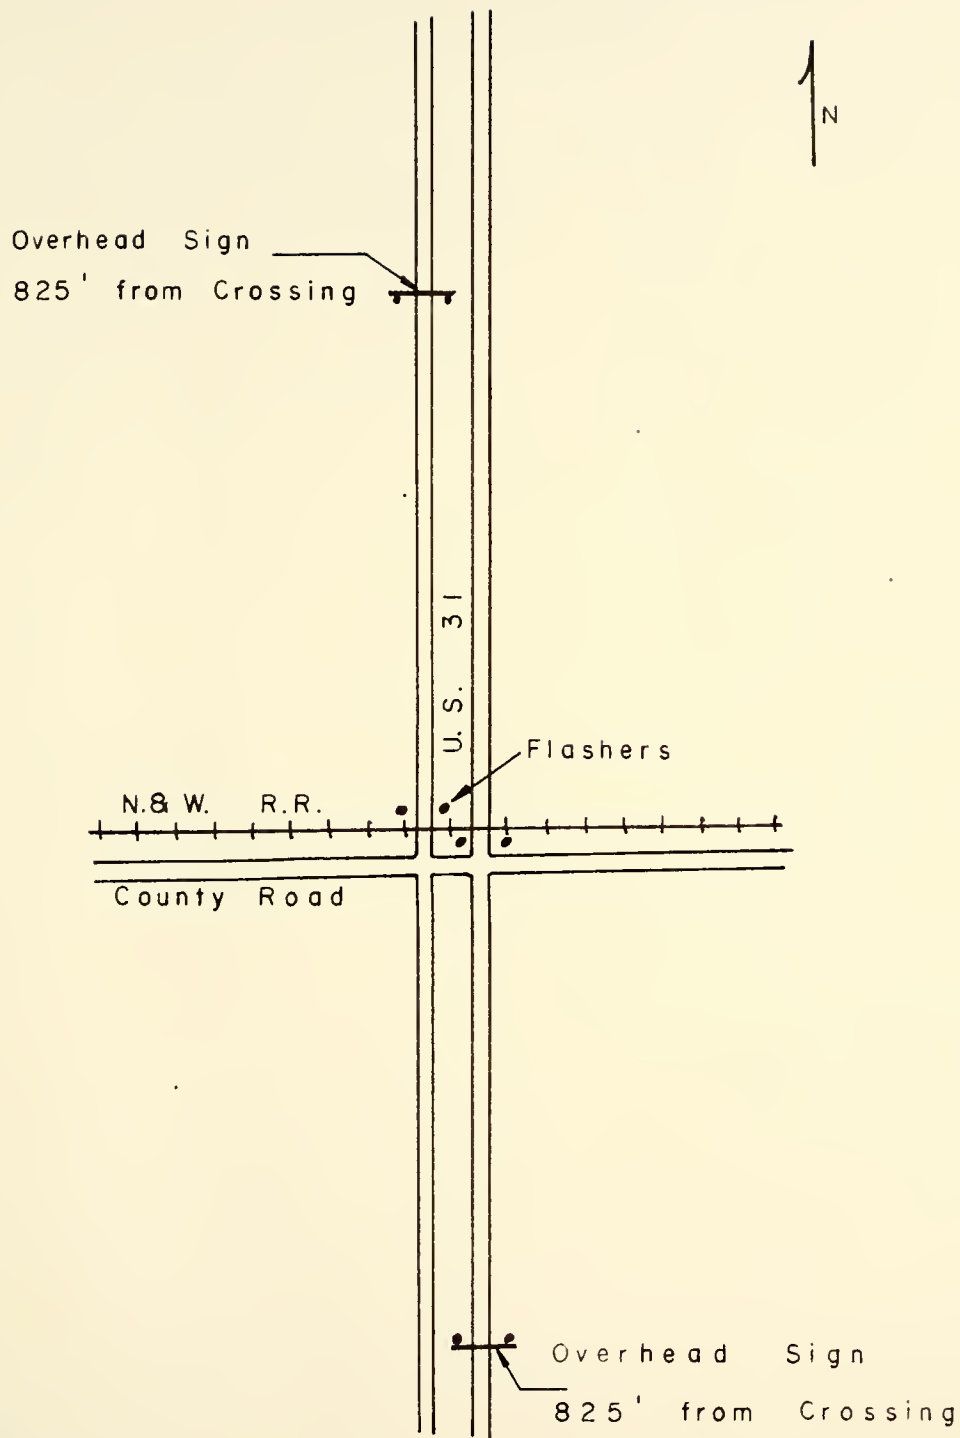 N
Overhead Sign
825' from Crossing
U.S. 31
Flashers
N.& W. R.R.
County Road
Overhead Sign
825' from Crossing